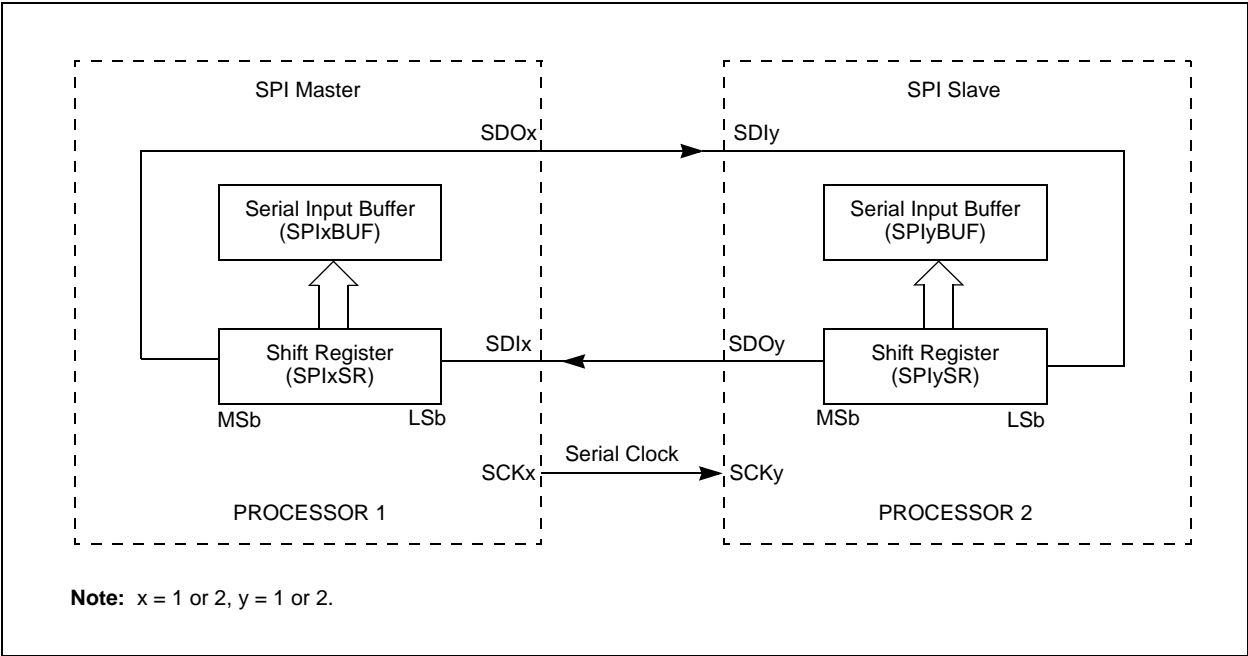 SPI Master
SPI Slave
SDOx
SDIy
Serial Input Buffer
(SPIxBUF)
Serial Input Buffer
(SPIyBUF)
SDIx
SDOy
Shift Register
(SPIxSR)
Shift Register
(SPIySR)
MSb
LSb
MSb
LSb
Serial Clock
SCKx
SCKy
PROCESSOR 1
PROCESSOR 2
Note: x = 1 or 2, y = 1 or 2.